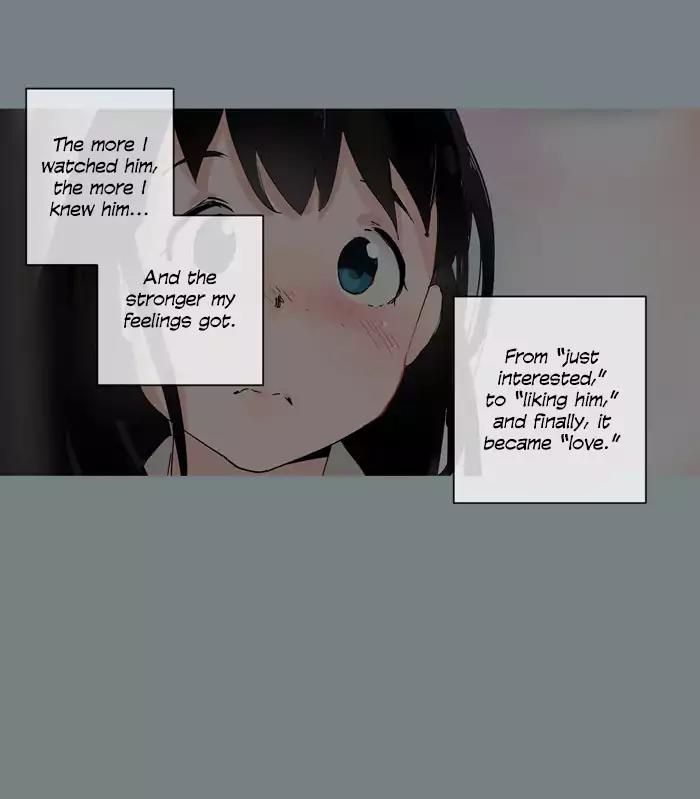 The more I
watched him,
the more I
knew him...
And the
stronger my
feelings got.
From "just
interested,"
to "liking him,"
and finally, it
became "love."